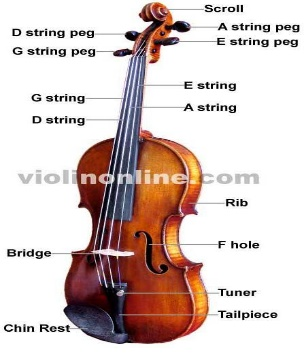 Scroll
D string peg
A string peg
G string peg
E string peg
E string
G string
A string
D string
violinonline.com
Rib
F hole
Bridge
Tuner
Tailpiece
Chin Rest